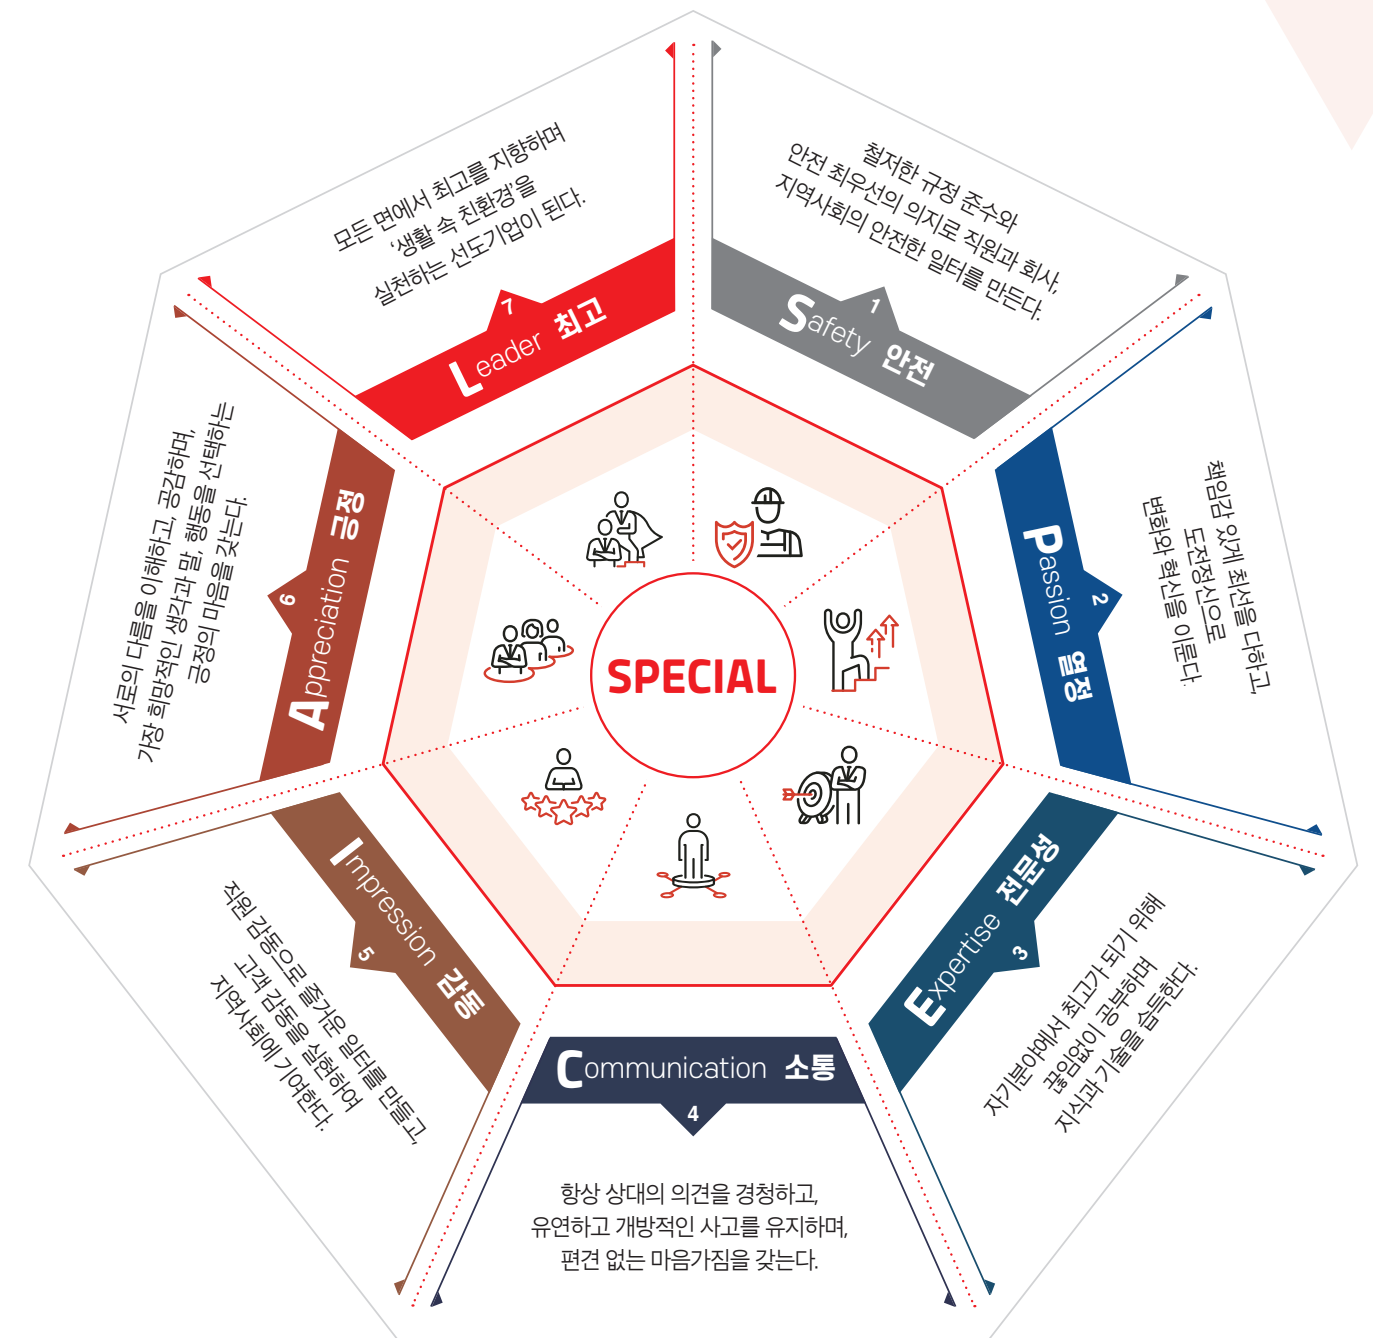 SPECIAL
1
Safety 안전
철저한 규정 준수와
안전 최우선의 의지로 직원과 회사,
지역사회의 안전한 일터를 만든다.
2
Passion 열정
책임감 있게 최선을 다하고,
도전정신으로
변화와 혁신을 이룬다.
3
Expertise 전문성
자기분야에서 최고가 되기 위해
끊임없이 공부하며
지식과 기술을 습득한다.
Communication 소통
4
항상 상대의 의견을 경청하고,
유연하고 개방적인 사고를 유지하며,
편견 없는 마음가짐을 갖는다.
Impression 감동
5
직원 감동으로 즐거운 일터를 만들고,
고객 감동을 실현하여
지역사회에 기여한다.
6
Appreciation 긍정
서로의 다름을 이해하고, 공감하며,
가장 희망적인 생각과 말, 행동을 선택하는
긍정의 마음을 갖는다.
7
Leader 최고
모든 면에서 최고를 지향하며
‘생활 속 친환경’을
실천하는 선도기업이 된다.